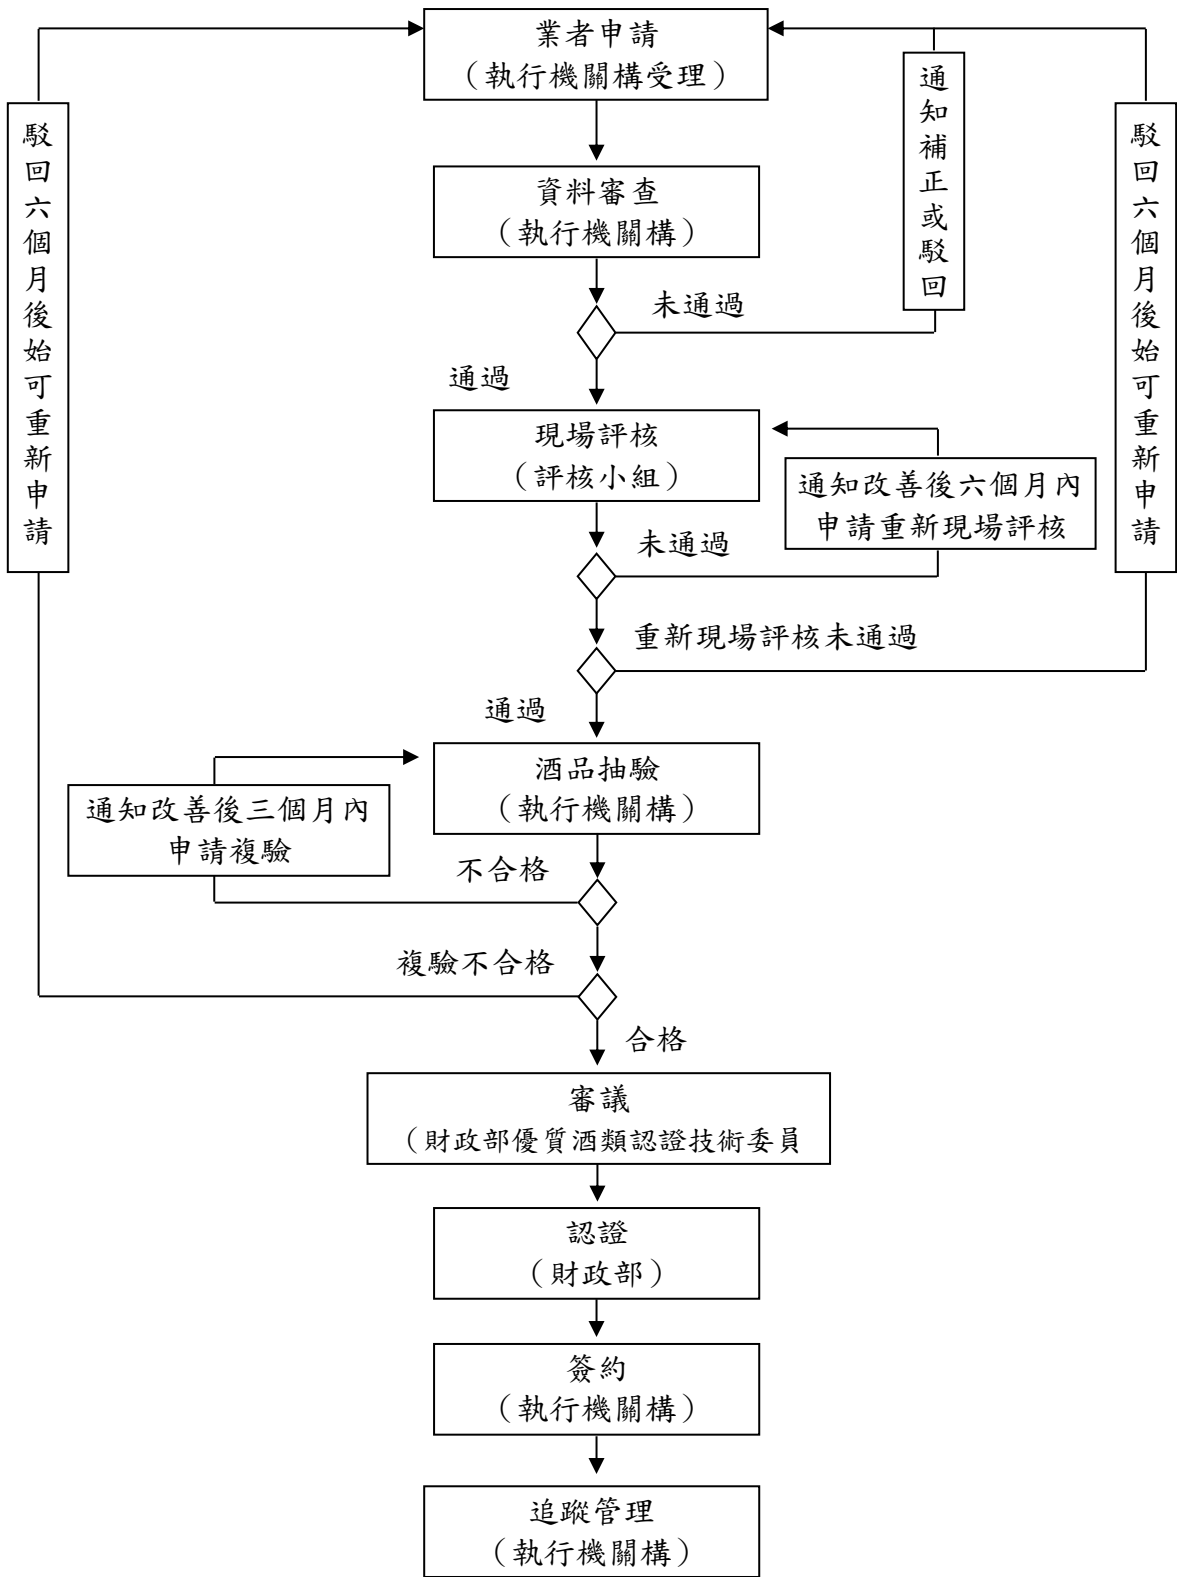 業者申請
（執行機關構受理）
通知補正或駁回
駁回六個月後始可重新申請
駁回六個月後始可重新申請
資料審查
（執行機關構）
未通過
通過
現場評核
（評核小組）
通知改善後六個月內
申請重新現場評核
未通過
重新現場評核未通過
通過
酒品抽驗
（執行機關構）
通知改善後三個月內
申請複驗
不合格
複驗不合格
合格
審議
（財政部優質酒類認證技術委員
認證
（財政部）
簽約
（執行機關構）
追蹤管理
（執行機關構）